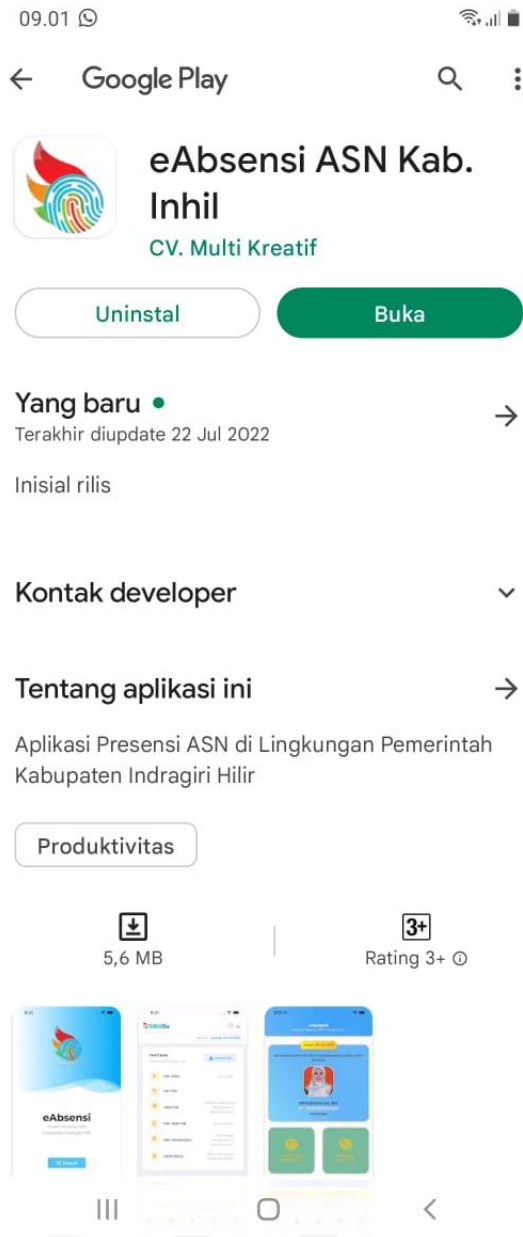 09.01
Google Play
eAbsensi ASN Kab.
Inhil
CV. Multi Kreatif
Uninstal
Buka
Yang baru
Terakhir diupdate 22 Jul 2022
Inisial rilis
Kontak developer
Tentang aplikasi ini
Aplikasi Presensi ASN di Lingkungan Pemerintah
Kabupaten Indragiri Hilir
Produktivitas
5,6 MB
3+
Rating 3+
eAbsensi